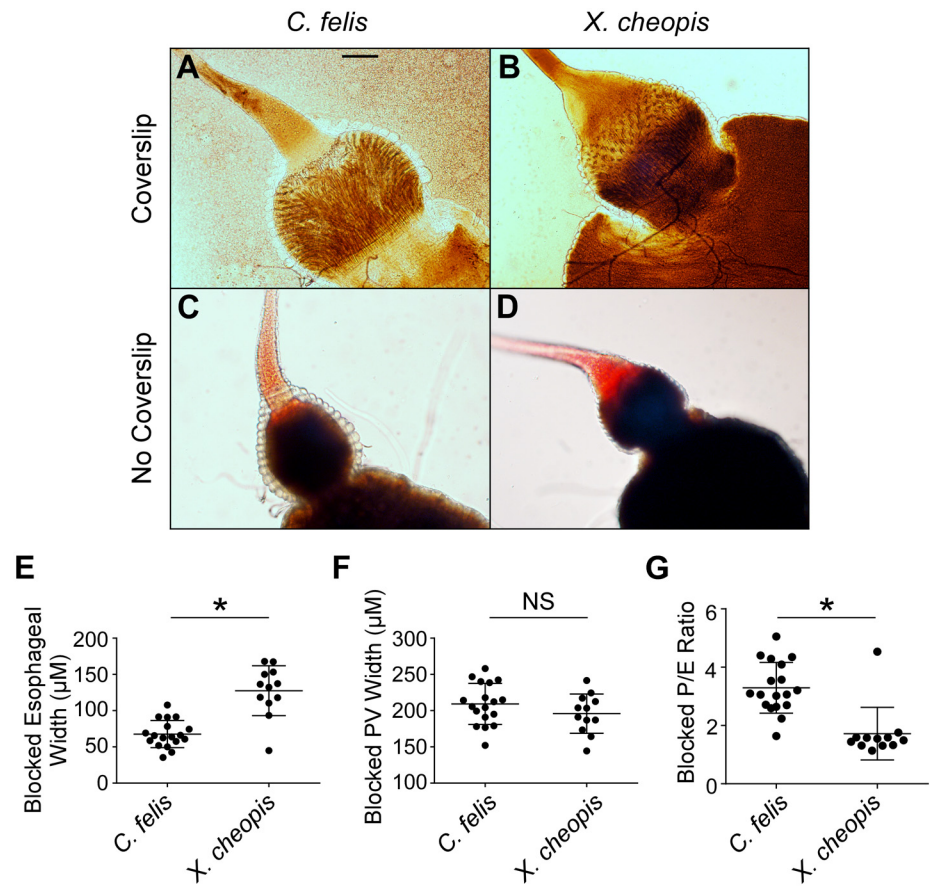 C. felis
X. cheopis
Coverslip
A
B
No Coverslip
C
D
E
F
G
Blocked Esophageal
Width (µM)
*
200
150
100
50
0
C. felis
X. cheopis
Blocked PV Width (µM)
NS
300
250
200
150
100
C. felis
X. cheopis
Blocked P/E Ratio
*
6
4
2
0
C. felis
X. cheopis